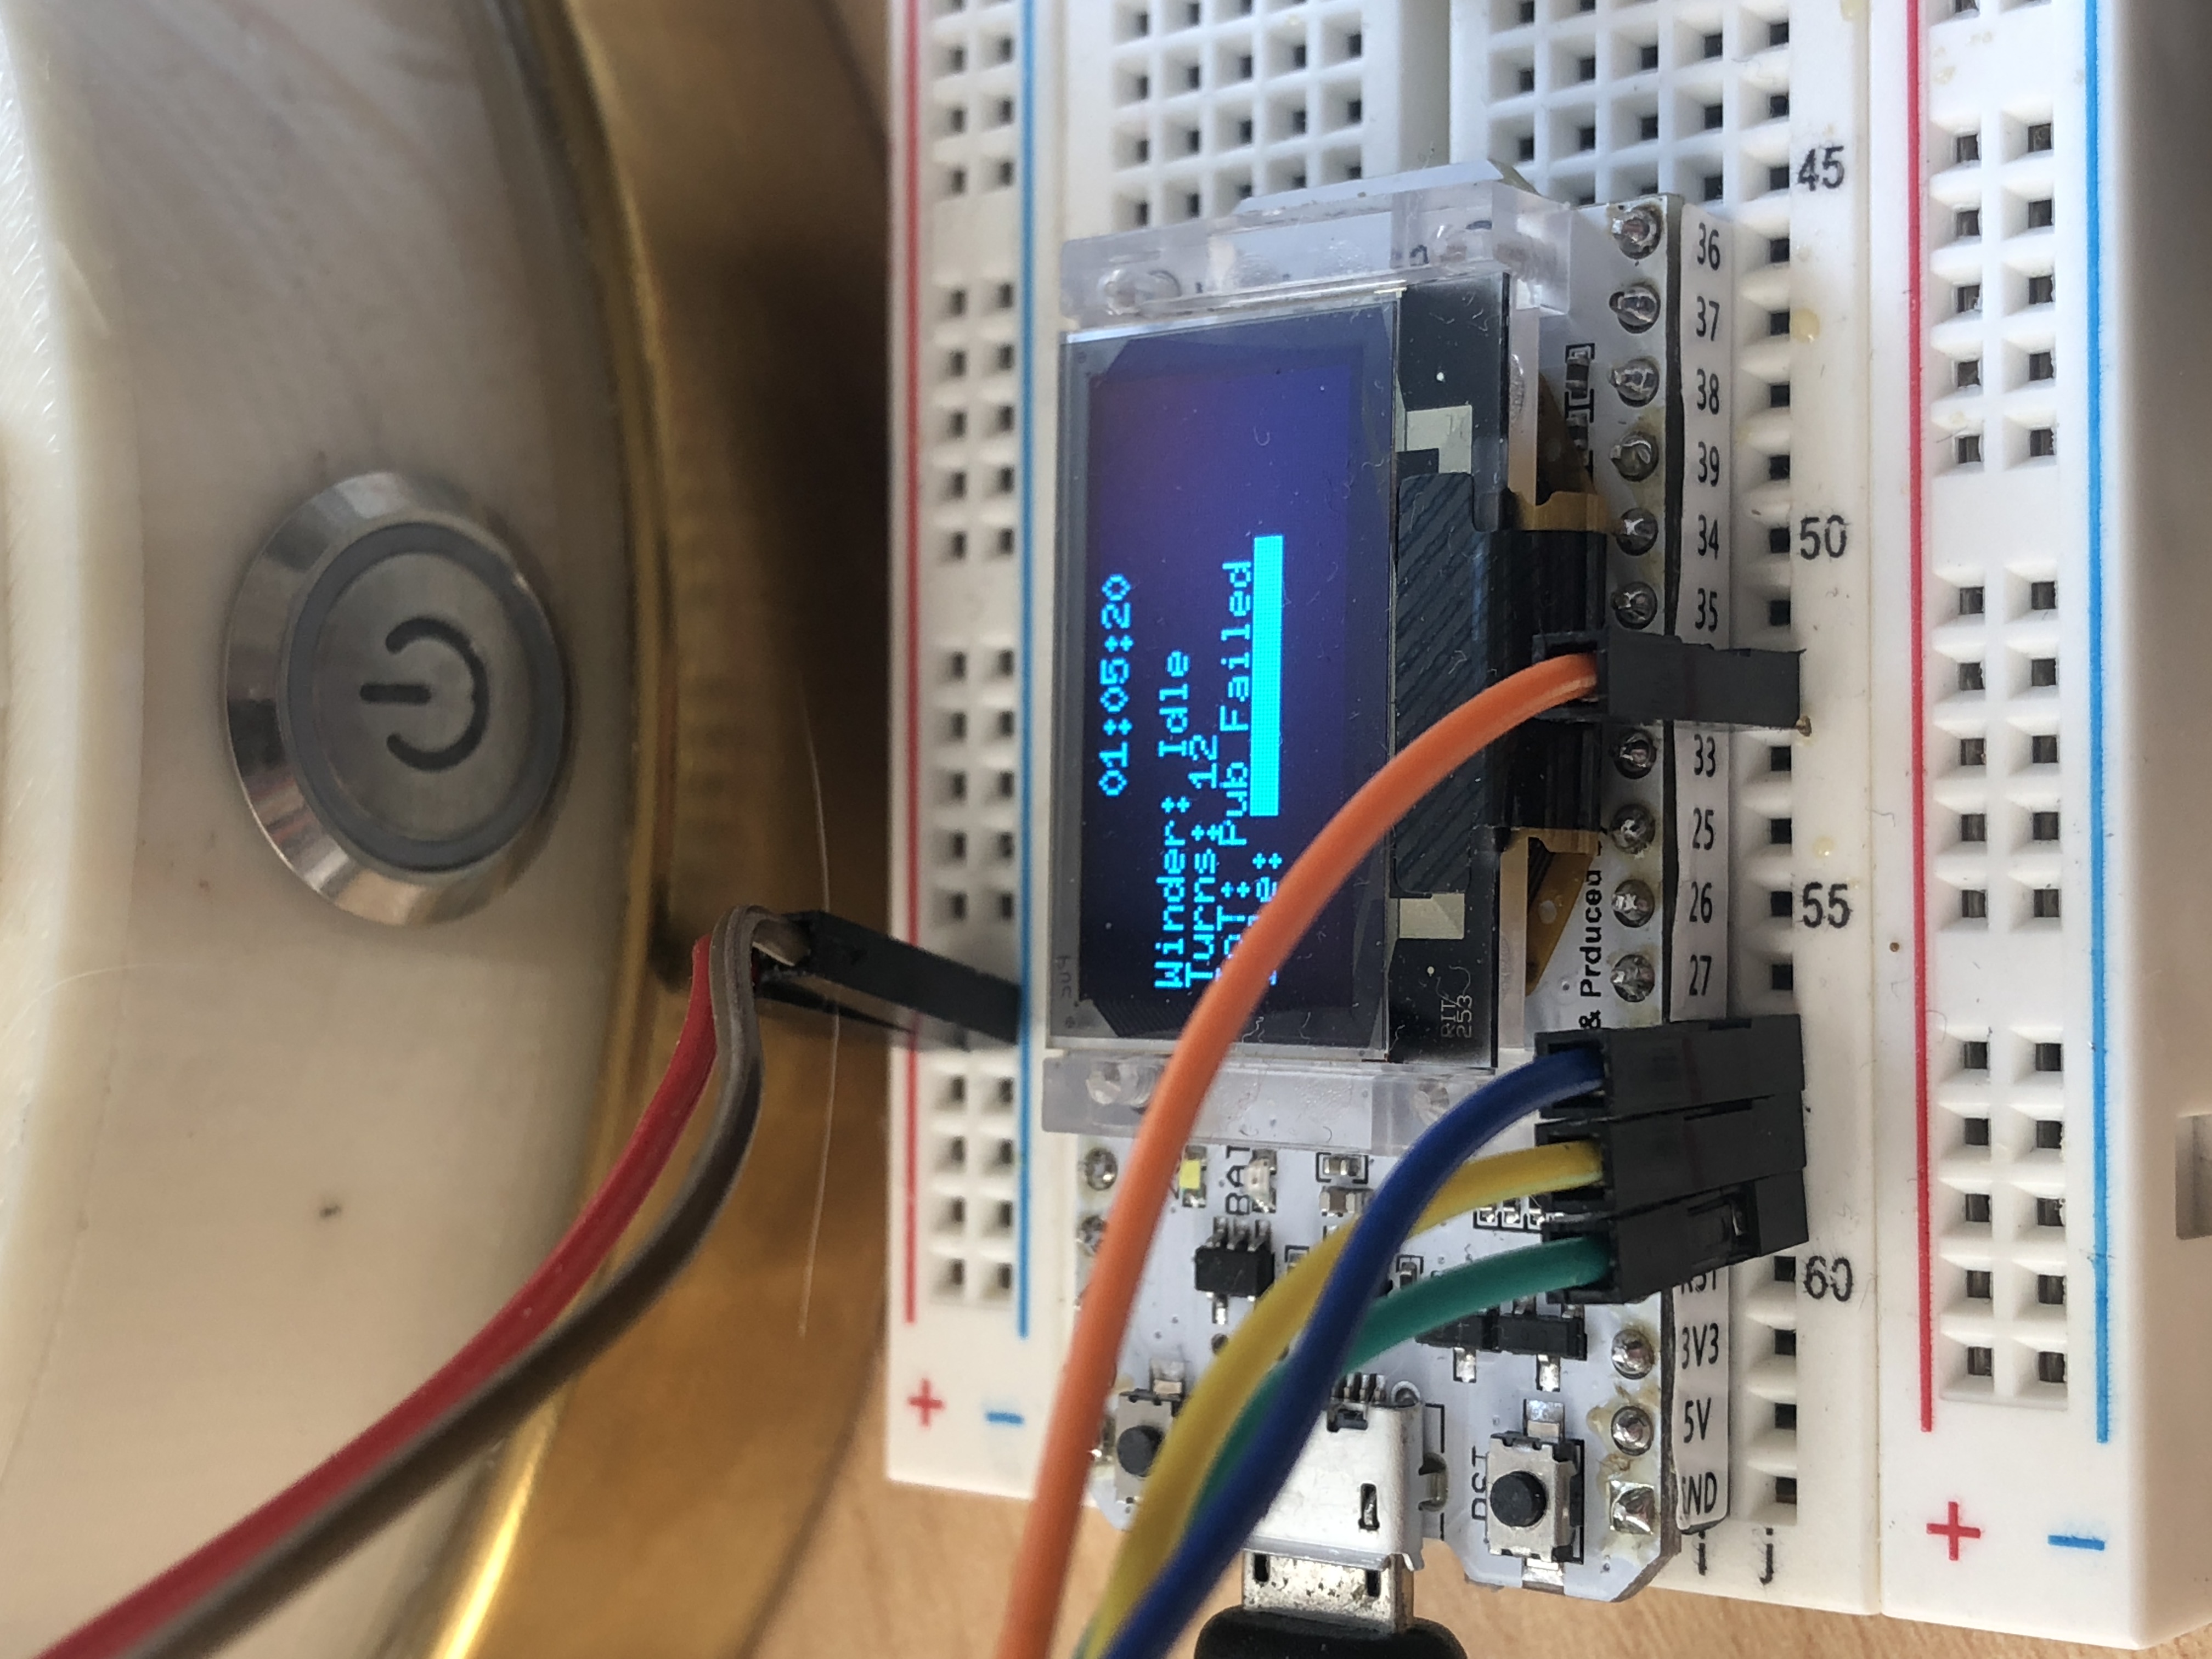 +
-
01:05:20
Winder: Idle
Turns: 12
Pub Failed
BAT
RIT
253
RST
& Prduced
5V
3V3
27
26
25
33
35
34
39
38
37
36
j
60
55
50
45
+
-